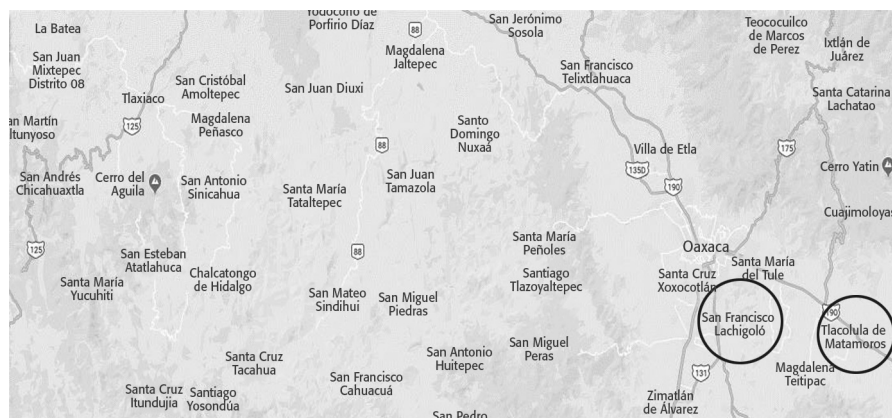 Yodocono de
Porfirio Díaz
La Batea
San Juan
Mixtepec
Distrito 08
San Cristóbal
Amoltepec
Tlaxiaco
125
an Martín
ltunyoso
Magdalena
Peñasco
San Juan Diuxi
88
Magdalena
Jaltepec
San Jerónimo
Sosola
San Francisco
Telixtlahuaca
Teococuilco
de Marcos
de Perez
Ixtlán de
Juárez
Santa Catarina
Lachatao
Santo
Domingo
Nuxaá
88
Villa de Etla
175
135D
190
Cerro Yatin
San Andrés
Chicahuaxtla
Cerro del
Aguila
San Antonio
Sinicahua
Santa María
Tataltepec
San Juan
Tamazola
Cuajimoloyas
125
San Esteban
Atatlahuca
Santa María
Yucuhiti
Chalcatongo
de Hidalgo
88
Santa María
Peñoles
Oaxaca
Santa María
del Tule
Santiago
Tlazoyaltepec
Santa Cruz
Xoxocotlán
San Mateo
Sindihui
San Miguel
Piedras
San Francisco
Lachigoló
190
Tlacolula de
Matamoros
Santa Cruz
Tacahua
San Antonio
Huitepec
San Miguel
Peras
131
Magdalena
Teitipac
Santa Cruz
Itundujia
Santiago
Yosondúa
San Francisco
Cahuacuá
San Pedro
Zimatlán
de Álvarez